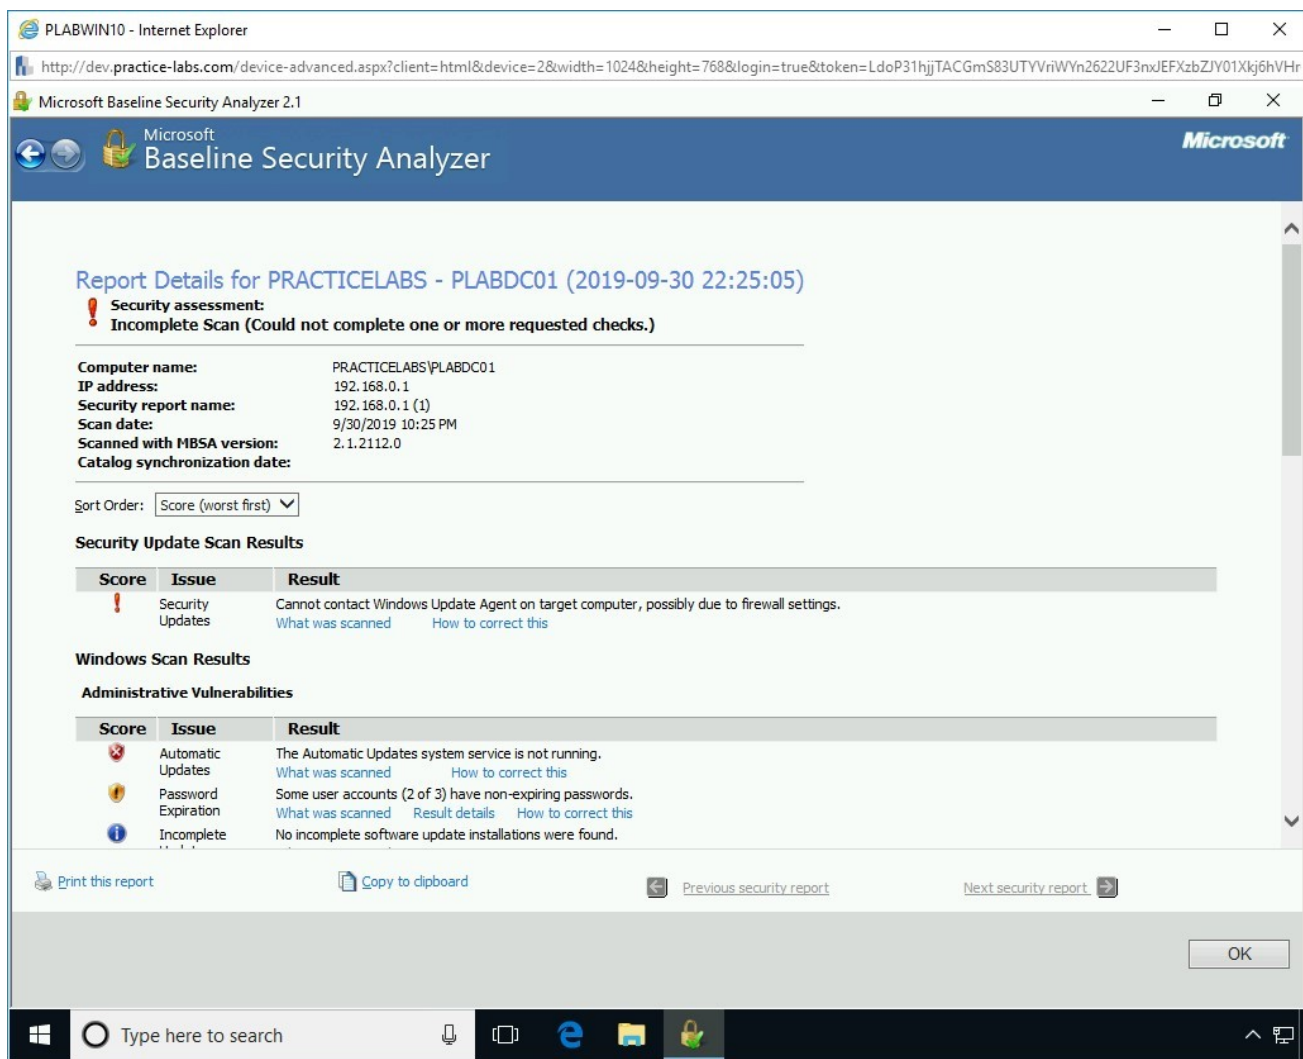 PLABWIN10 - Internet Explorer
http://dev.practice-labs.com/device-advanced.aspx?client=html&device=2&width=1024&height=768&login=true&token=LdoP31hjjTACGmS83UTYVriWYn2622UF3nxJEFXzbZJY01Xkj6hVHr
Microsoft Baseline Security Analyzer 2.1
Microsoft
Baseline Security Analyzer
Microsoft
Report Details for PRACTICELABS - PLABDC01 (2019-09-30 22:25:05)
Security assessment:
Incomplete Scan (Could not complete one or more requested checks.)
Computer name: PRACTICELABS\PLABDC01
IP address: 192.168.0.1
Security report name: 192.168.0.1 (1)
Scan date: 9/30/2019 10:25 PM
Scanned with MBSA version: 2.1.2112.0
Catalog synchronization date:
Sort Order: Score (worst first)
Security Update Scan Results
Score Issue Result
Security Updates
Cannot contact Windows Update Agent on target computer, possibly due to firewall settings.
What was scanned How to correct this
Windows Scan Results
Administrative Vulnerabilities
Score Issue Result
Automatic Updates
The Automatic Updates system service is not running.
What was scanned How to correct this
Password Expiration
Some user accounts (2 of 3) have non-expiring passwords.
What was scanned Result details How to correct this
Incomplete
No incomplete software update installations were found.
Print this report
Copy to clipboard
Previous security report
Next security report
OK
Type here to search